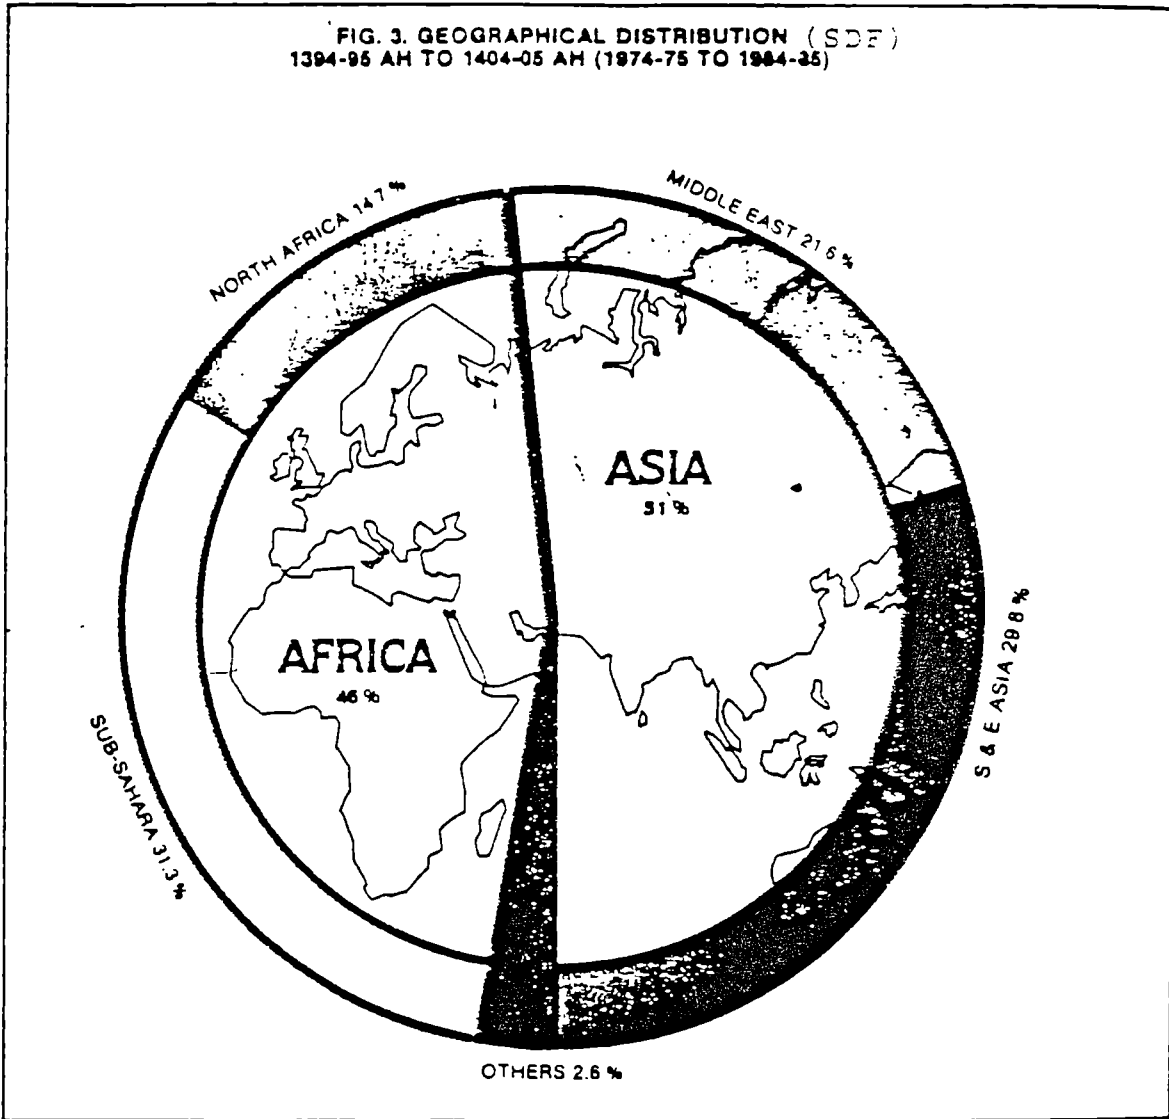 FIG. 3. GEOGRAPHICAL DISTRIBUTION (SDF)
1394-95 AH TO 1404-05 AH (1974-75 TO 1984-85)
NORTH AFRICA 14.7 %
MIDDLE EAST 21.6 %
ASIA
51 %
AFRICA
46 %
S & E ASIA 29.8 %
SUB-SAHARA 31.3 %
OTHERS 2.6 %